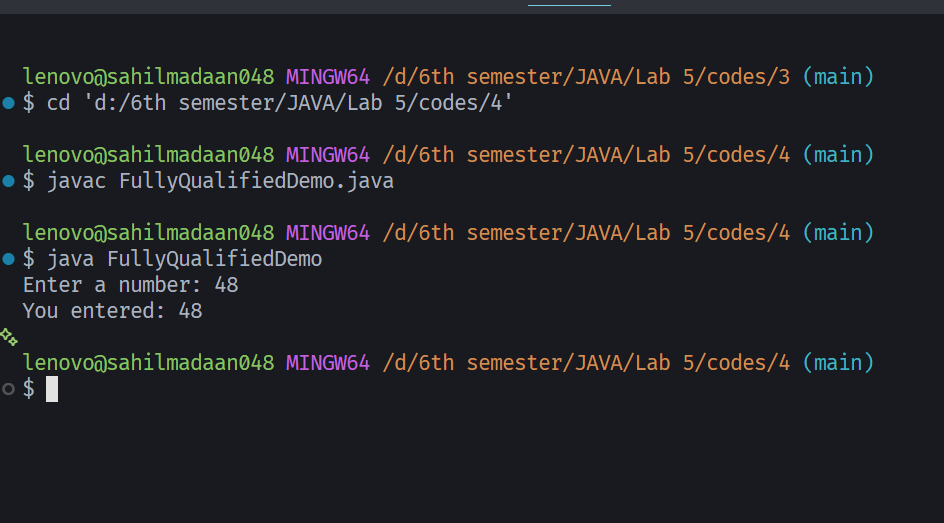 lenovo@sahilmadaan048 MINGW64 /d/6th semester/JAVA/Lab 5/codes/3 (main)
$ cd 'd:/6th semester/JAVA/Lab 5/codes/4'
lenovo@sahilmadaan048 MINGW64 /d/6th semester/JAVA/Lab 5/codes/4 (main)
$ javac FullyQualifiedDemo.java
lenovo@sahilmadaan048 MINGW64 /d/6th semester/JAVA/Lab 5/codes/4 (main)
$ java FullyQualifiedDemo
Enter a number: 48
You entered: 48
lenovo@sahilmadaan048 MINGW64 /d/6th semester/JAVA/Lab 5/codes/4 (main)
$